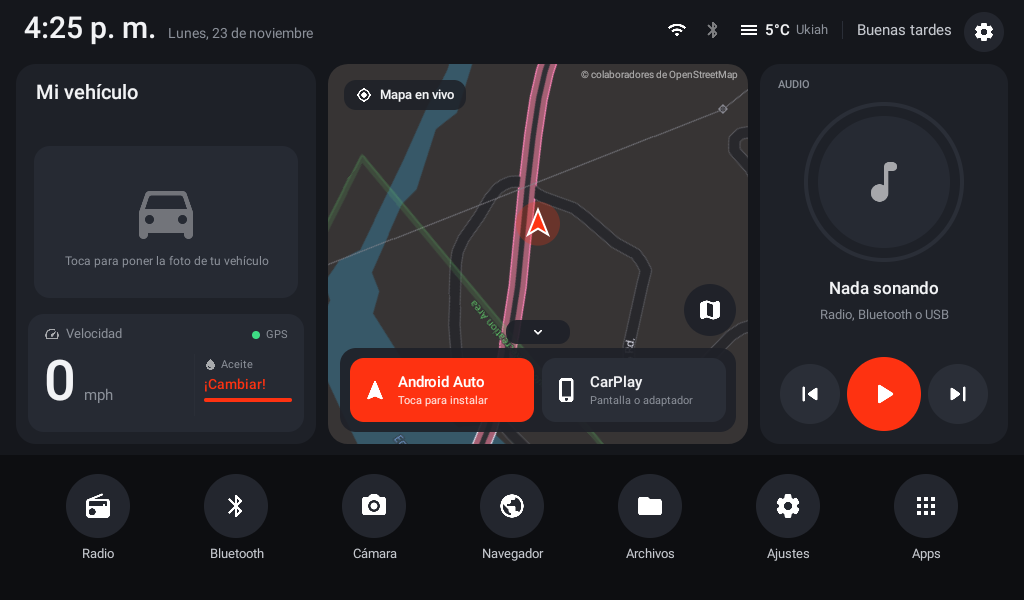 4:25 p. m. Lunes, 23 de noviembre
5°C Ukiah
Buenas tardes
Mi vehículo
Toca para poner la foto de tu vehículo
Velocidad
GPS
0 mph
Aceite
¡Cambiar!
© colaboradores de OpenStreetMap
Mapa en vivo
Android Auto
Toca para instalar
CarPlay
Pantalla o adaptador
AUDIO
Nada sonando
Radio, Bluetooth o USB
Radio
Bluetooth
Cámara
Navegador
Archivos
Ajustes
Apps